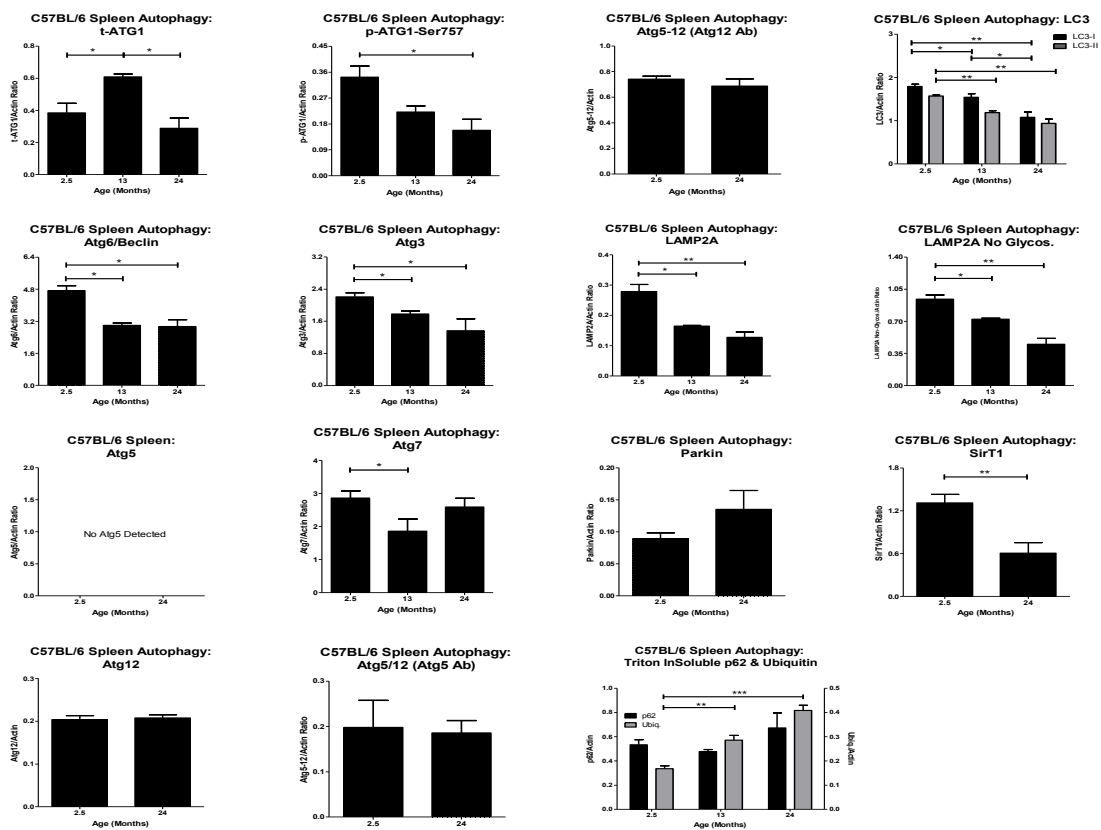 C57BL/6 Spleen Autophagy:
t-ATG1
t-ATG1/Actin Ratio
0.8
0.6
0.4
0.2
0.0
*
*
2.5
13
24
Age (Months)
C57BL/6 Spleen Autophagy:
p-ATG1-Ser757
p-ATG1/Actin Ratio
0.45
0.36
0.27
0.18
0.09
0.00
*
2.5
13
24
Age (Months)
C57BL/6 Spleen Autophagy:
Atg5-12 (Atg12 Ab)
Atg5-12/Actin
1.0
0.8
0.6
0.4
0.2
0.0
2.5
24
Age (Months)
C57BL/6 Spleen Autophagy: LC3
LC3/Actin Ratio
3
2
1
0
LC3-I
LC3-II
**
*
*
**
**
2.5
13
24
Age (Months)
C57BL/6 Spleen Autophagy:
Atg6/Beclin
Atg6/Actin Ratio
6.4
4.8
3.2
1.6
0.0
*
*
2.5
13
24
Age (Months)
C57BL/6 Spleen Autophagy:
Atg3
Atg3/Actin Ratio
3.2
2.4
1.6
0.8
0.0
*
*
2.5
13
24
Age (Months)
C57BL/6 Spleen Autophagy:
LAMP2A
LAMP2A/Actin Ratio
0.4
0.3
0.2
0.1
0.0
**
*
2.5
13
24
Age (Months)
C57BL/6 Spleen Autophagy:
LAMP2A No Glycos.
LAMP2A Non-Glycos/Actin Ratio
1.40
1.05
0.70
0.35
0.00
**
*
2.5
13
24
Age (Months)
C57BL/6 Spleen:
Atg5
Atg5/Actin Ratio
2.0
1.5
1.0
0.5
0.0
No Atg5 Detected
2.5
24
Age (Months)
C57BL/6 Spleen Autophagy:
Atg7
Atg7/Actin Ratio
4
3
2
1
0
*
2.5
13
24
Age (Months)
C57BL/6 Spleen Autophagy:
Parkin
Parkin/Actin Ratio
0.20
0.15
0.10
0.05
0.00
2.5
24
Age (Months)
C57BL/6 Spleen Autophagy:
SirT1
SirT1/Actin Ratio
1.8
1.2
0.6
0.0
**
2.5
24
Age (Months)
C57BL/6 Spleen Autophagy:
Atg12
Atg12/Actin
0.3
0.2
0.1
0.0
2.5
24
Age (Months)
C57BL/6 Spleen Autophagy:
Atg5/12 (Atg5 Ab)
Atg5-12/Actin Ratio
0.3
0.2
0.1
0.0
2.5
24
Age (Months)
C57BL/6 Spleen Autophagy:
Triton InSoluble p62 & Ubiquitin
p62/Actin
1.0
0.8
0.6
0.4
0.2
0.0
p62
Ubiq.
***
**
0.5
0.4
0.3
0.2
0.1
0.0
Ubiq/Actin
2.5
13
24
Age (Months)